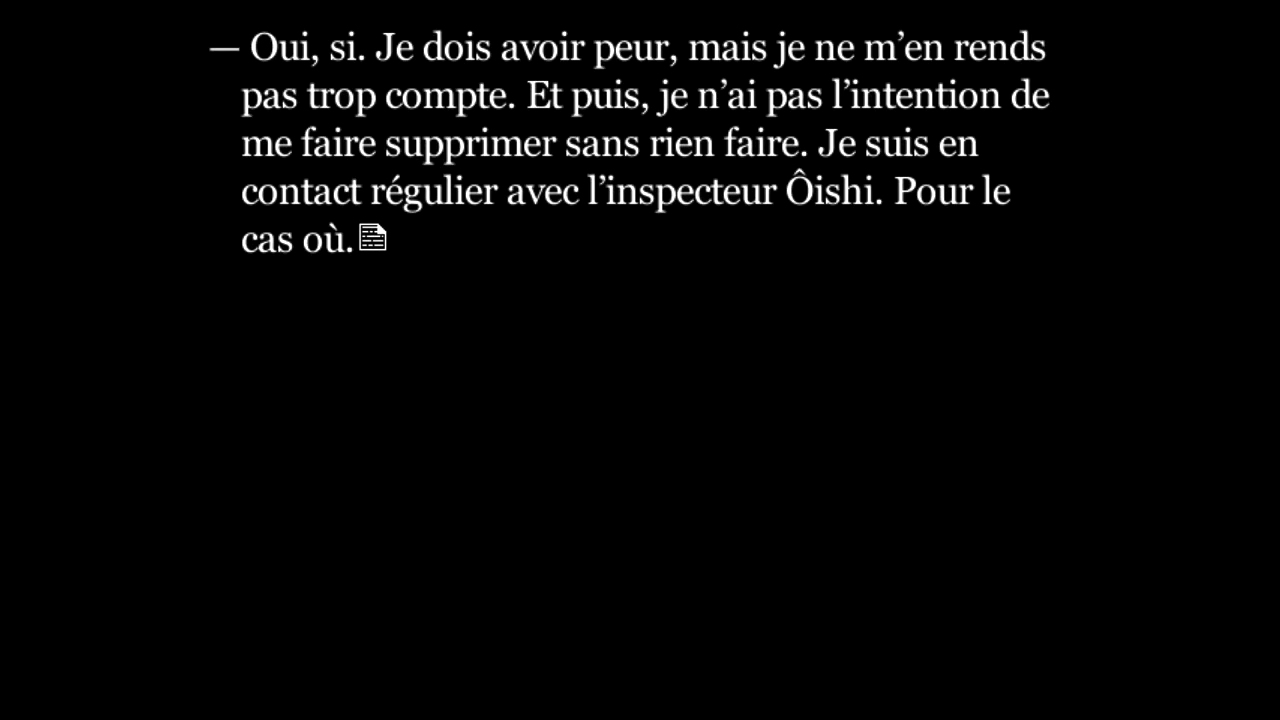 — Oui, si. Je dois avoir peur, mais je ne m’en rends
pas trop compte. Et puis, je n’ai pas l’intention de
me faire supprimer sans rien faire. Je suis en
contact régulier avec l’inspecteur Ôishi. Pour le
cas où.